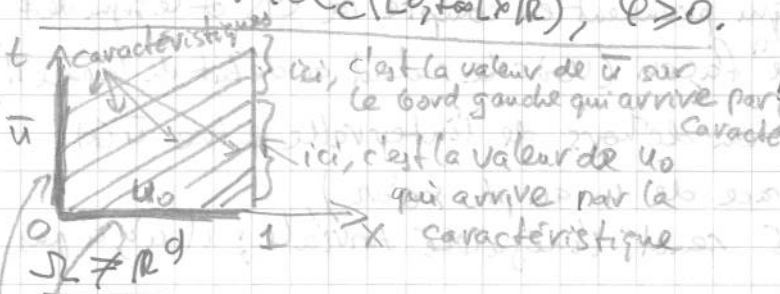 C([0,+∞[×ℝ), φ≥0.
t caractéristiques
ici, c'est la valeur de ū sur
le bord gauche qui arrive par
caracté
ū
ici, c'est la valeur de u₀
qui arrive par la
caractéristique
u₀
0 1 x
Ω ≠ ℝᵈ